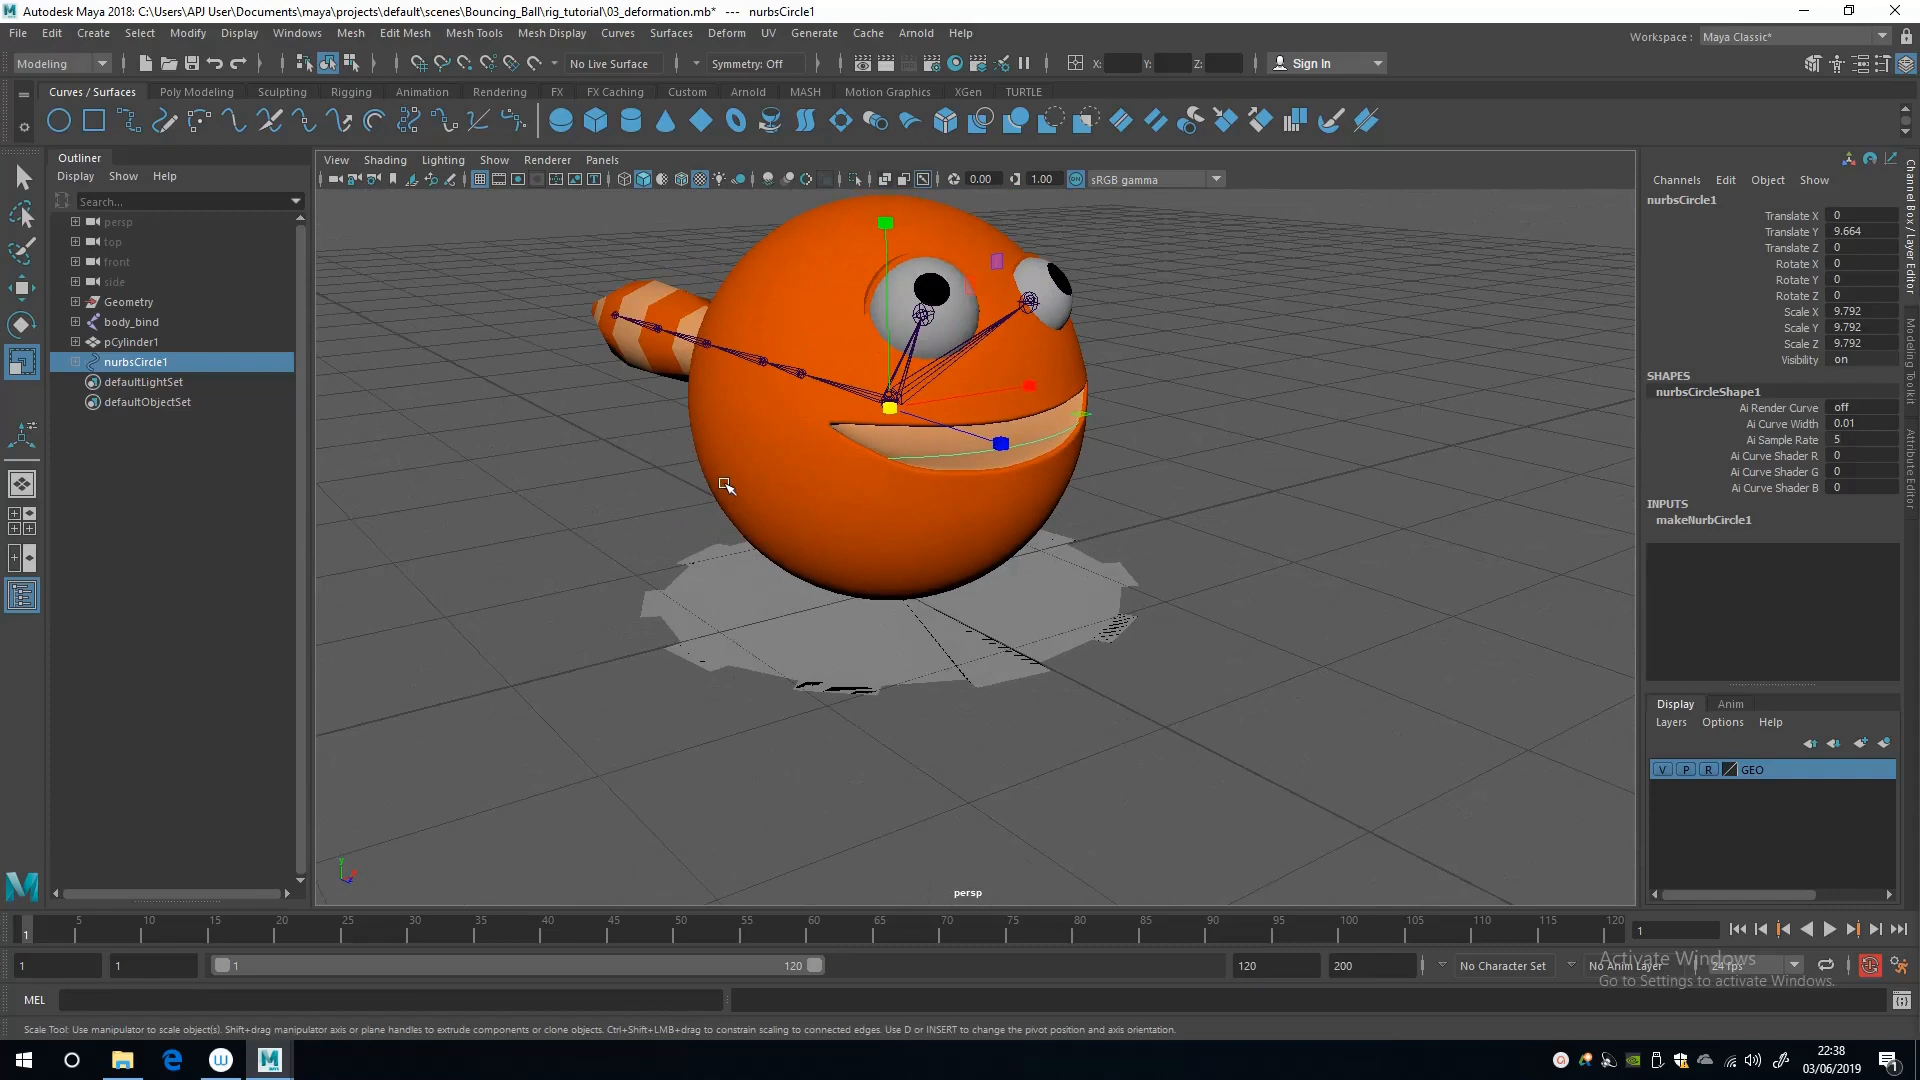 Autodesk Maya 2018: C:\Users\APJ User\Documents\maya\projects\default\scenes\Bouncing_Ball\rig_tutorial\03_deformation.mb* --- nurbsCircle1
File Edit Create Select Modify Display Windows Mesh Edit Mesh Mesh Tools Mesh Display Curves Surfaces Deform UV Generate Cache Arnold Help
Workspace : Maya Classic*
Modeling No Live Surface Symmetry: Off X: Y: Z: Sign In
Curves / Surfaces Poly Modeling Sculpting Rigging Animation Rendering FX FX Caching Custom Arnold MASH Motion Graphics XGen TURTLE
Outliner
Display Show Help
Search...
persp
top
front
side
Geometry
body_bind
pCylinder1
nurbsCircle1
defaultLightSet
defaultObjectSet
View Shading Lighting Show Renderer Panels
0.00 1.00 ON sRGB gamma
y
persp
Channels Edit Object Show
nurbsCircle1
Translate X 0
Translate Y 9.664
Translate Z 0
Rotate X 0
Rotate Y 0
Rotate Z 0
Scale X 9.792
Scale Y 9.792
Scale Z 9.792
Visibility on
SHAPES
nurbsCircleShape1
Ai Render Curve off
Ai Curve Width 0.01
Ai Sample Rate 5
Ai Curve Shader R 0
Ai Curve Shader G 0
Ai Curve Shader B 0
INPUTS
makeNurbCircle1
Channel Box / Layer Editor
Modeling Toolkit
Attribute Editor
Display Anim
Layers Options Help
V P R GEO
5 10 15 20 25 30 35 40 45 50 55 60 65 70 75 80 85 90 95 100 105 110 115 120
1 1
1 1 1 120 120 200 No Character Set No Anim Layer 24 fps
Activate Windows
Go to Settings to activate Windows.
MEL
Scale Tool: Use manipulator to scale object(s). Shift+drag manipulator axis or plane handles to extrude components or clone objects. Ctrl+Shift+LMB+drag to constrain scaling to connected edges. Use D or INSERT to change the pivot position and axis orientation.
22:38
03/06/2019
1